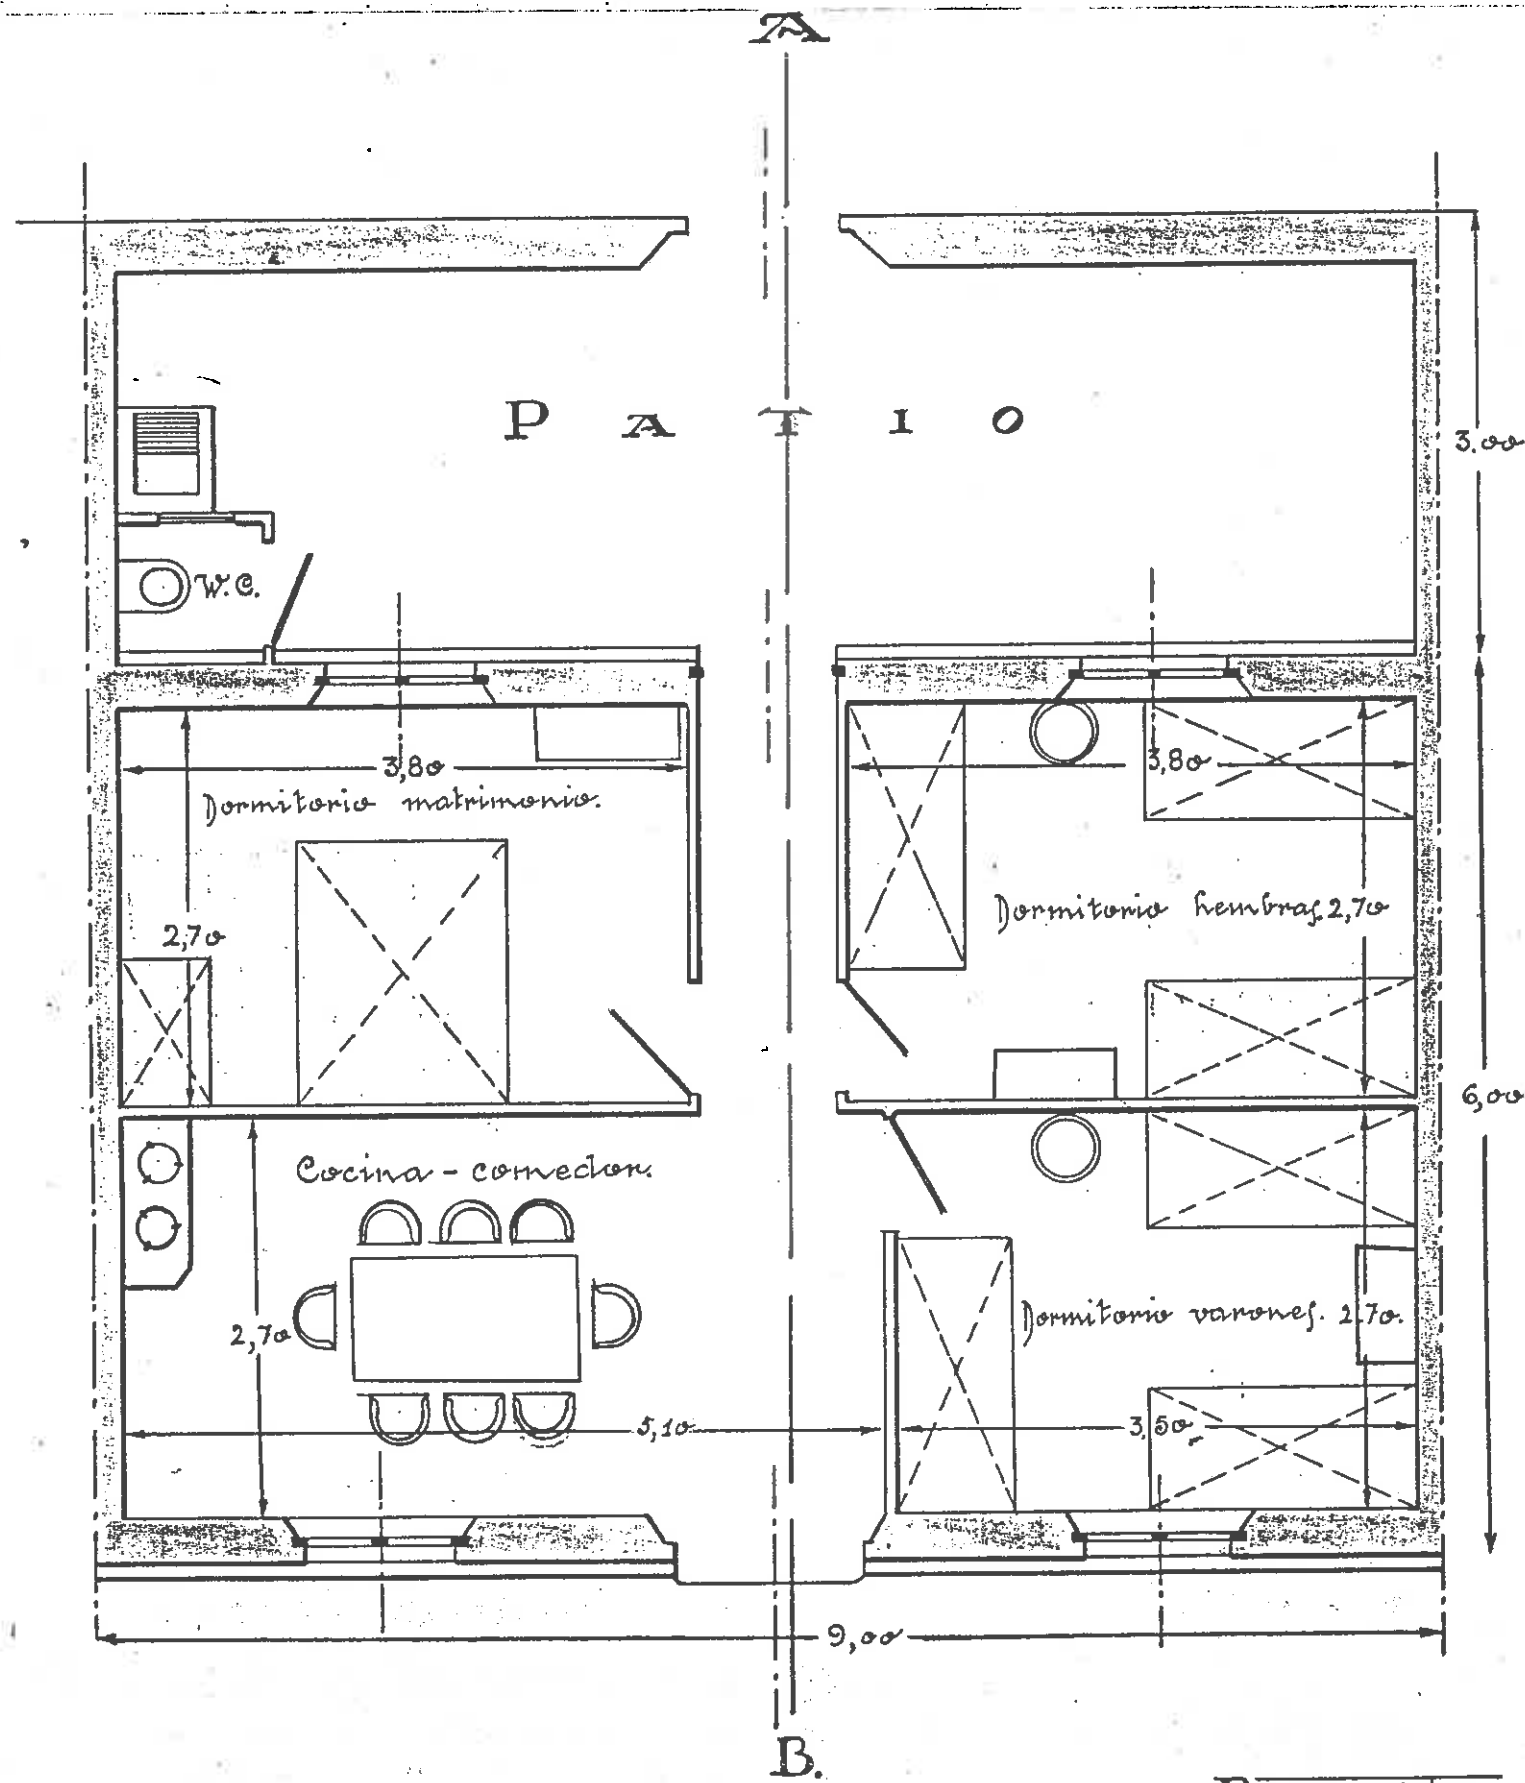 A
P A T I O
3.00
W.C.
3,80
3,80
Dormitorio matrimonio.
Dormitorio hembras. 2,70
2,70
6,00
Cocina - comedor.
Dormitorio varones. 2.70.
2,70
5,10
3,50
9,00
B.